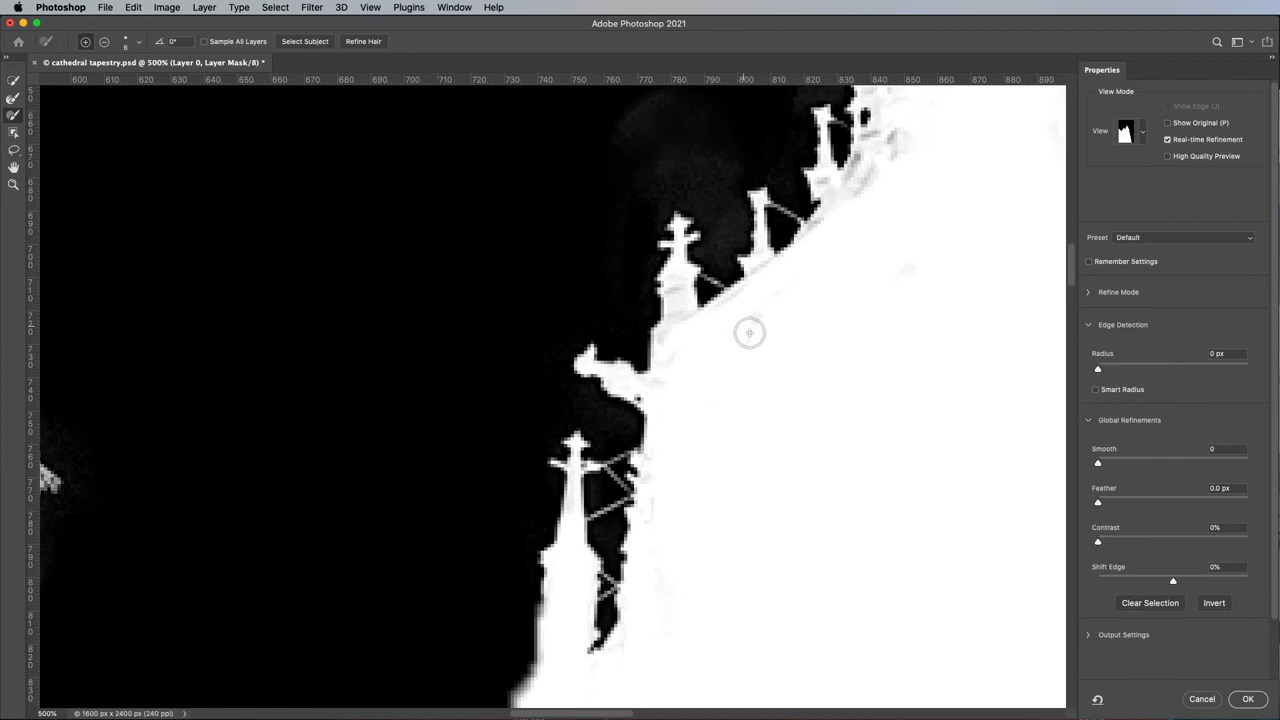 Photoshop File Edit Image Layer Type Select Filter 3D View Plugins Window Help
Adobe Photoshop 2021
6 0° Sample All Layers Select Subject Refine Hair
© cathedral tapestry.psd @ 500% (Layer 0, Layer Mask/8) *
600 610 620 630 640 650 660 670 680 690 700 710 720 730 740 750 760 770 780 790 800 810 820 830 840 850 860 870 880 890
Properties
View Mode
Show Edge (J)
Show Original (P)
View
Real-time Refinement
High Quality Preview
Preset Default
Remember Settings
Refine Mode
Edge Detection
Radius 0 px
Smart Radius
Global Refinements
Smooth 0
Feather 0.0 px
Contrast 0%
Shift Edge 0%
Clear Selection Invert
Output Settings
Cancel OK
500% 1600 px x 2400 px (240 ppi)